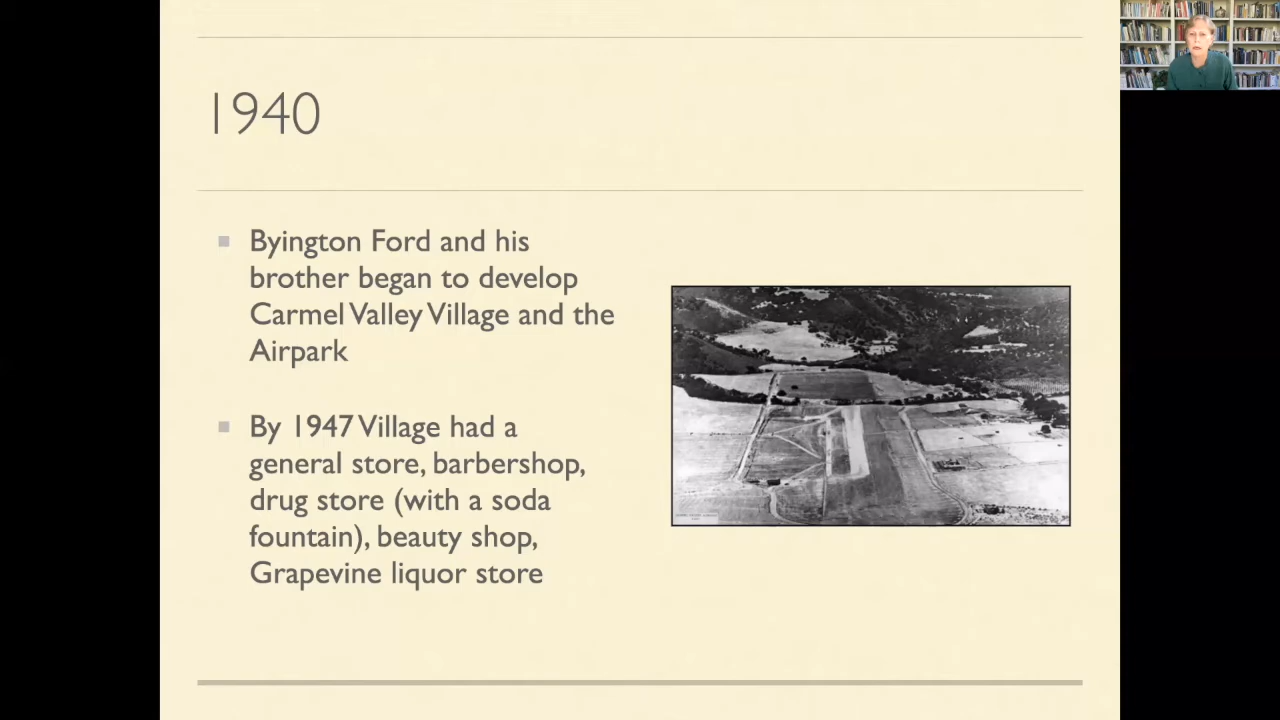 1940
Byington Ford and his
brother began to develop
Carmel Valley Village and the
Airpark
By 1947 Village had a
general store, barbershop,
drug store (with a soda
fountain), beauty shop,
Grapevine liquor store